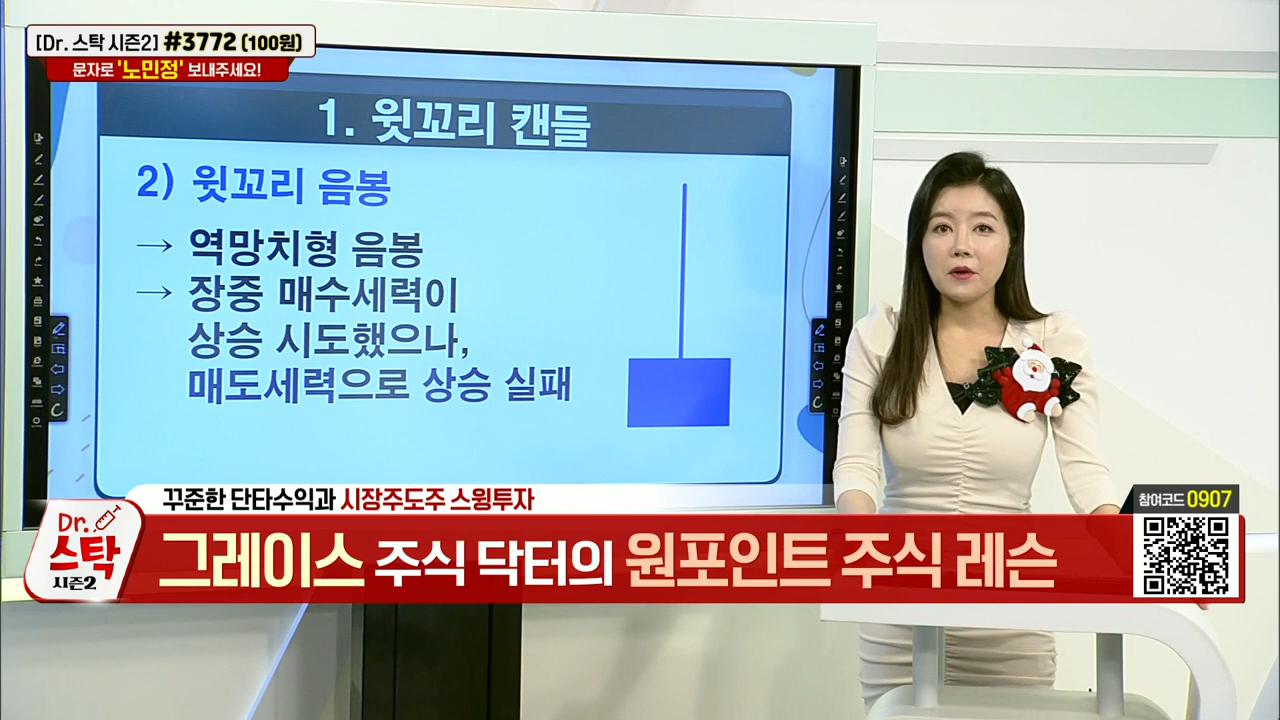 [Dr. 스탁 시즌2] #3772 (100원)
문자로 '노민정' 보내주세요!
1. 윗꼬리 캔들
2) 윗꼬리 음봉
→ 역망치형 음봉
→ 장중 매수세력이
상승 시도했으나,
매도세력으로 상승 실패
꾸준한 단타수익과 시장주도주 스윙투자
참여코드 0907
Dr.
스탁
시즌2
그레이스 주식 닥터의 원포인트 주식 레슨